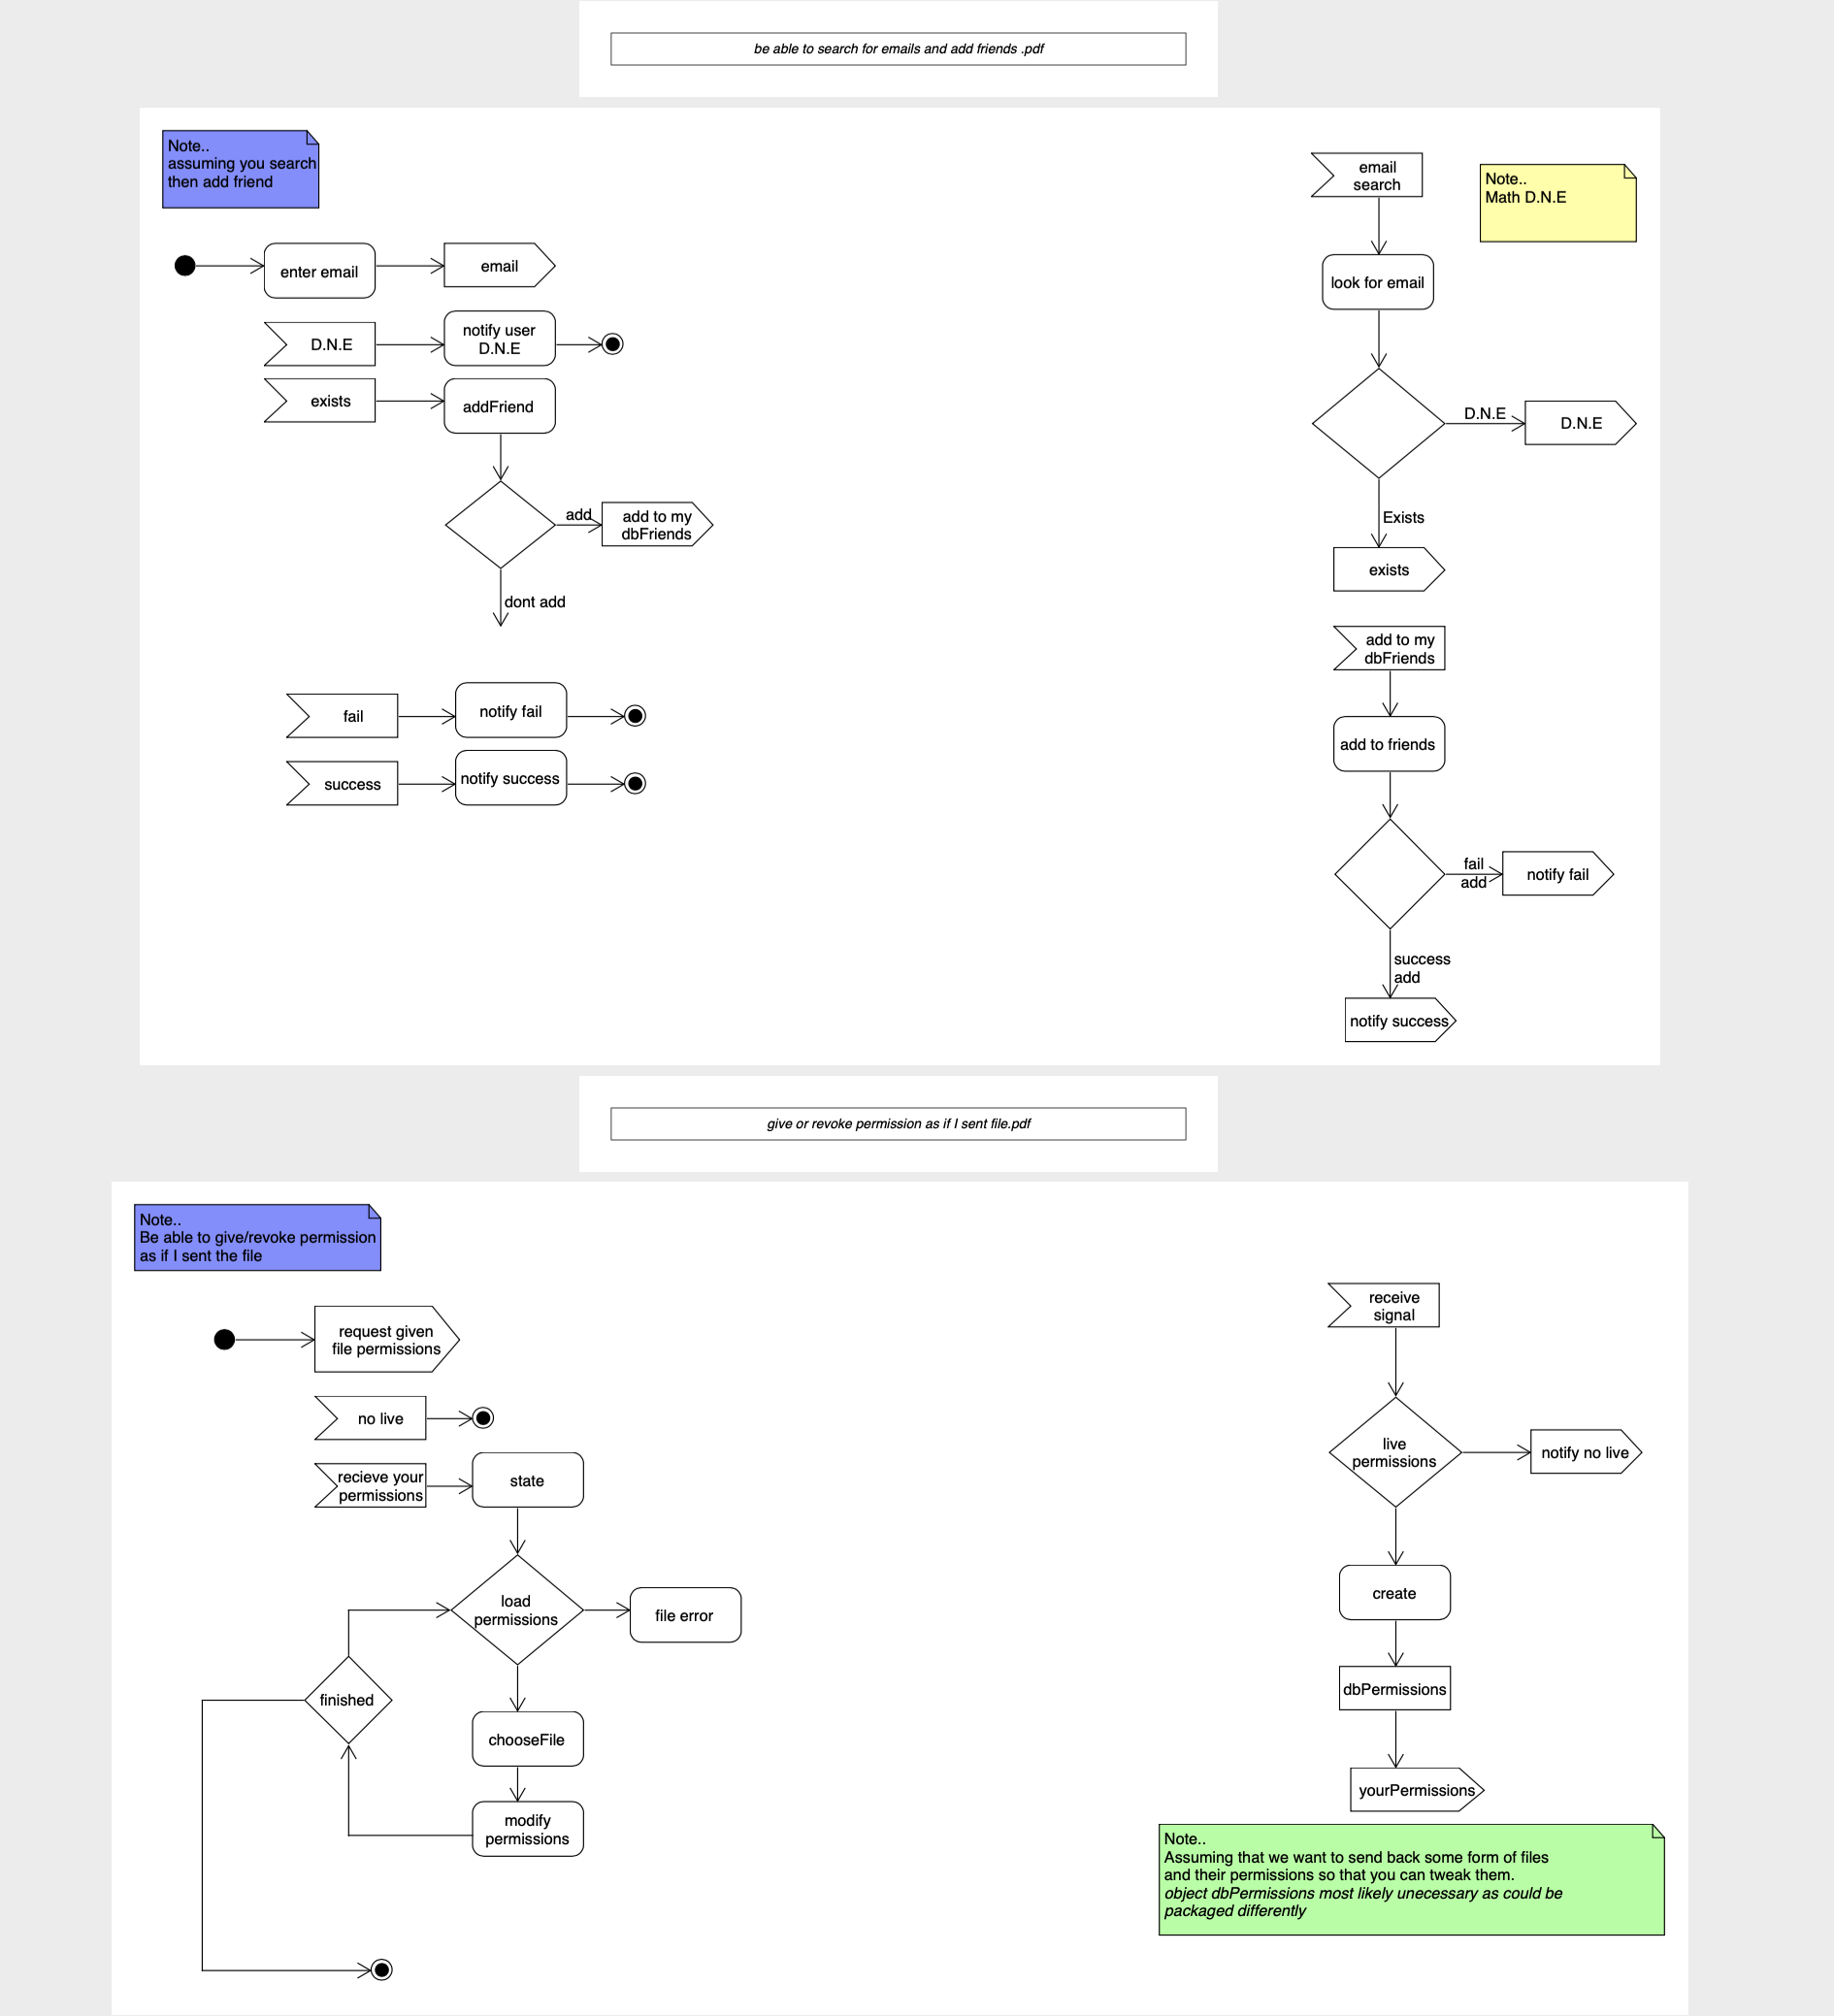 be able to search for emails and add friends .pdf
Note..
assuming you search
then add friend
enter email
email
D.N.E
notify user
D.N.E
exists
addFriend
add
add to my
dbFriends
dont add
fail
notify fail
success
notify success
email
search
Note..
Math D.N.E
look for email
D.N.E
D.N.E
Exists
exists
add to my
dbFriends
add to friends
fail
add
notify fail
success
add
notify success
give or revoke permission as if I sent file.pdf
Note..
Be able to give/revoke permission
as if I sent the file
request given
file permissions
no live
recieve your
permissions
state
load
permissions
file error
finished
chooseFile
modify
permissions
receive
signal
live
permissions
notify no live
create
dbPermissions
yourPermissions
Note..
Assuming that we want to send back some form of files
and their permissions so that you can tweak them.
object dbPermissions most likely unecessary as could be
packaged differently